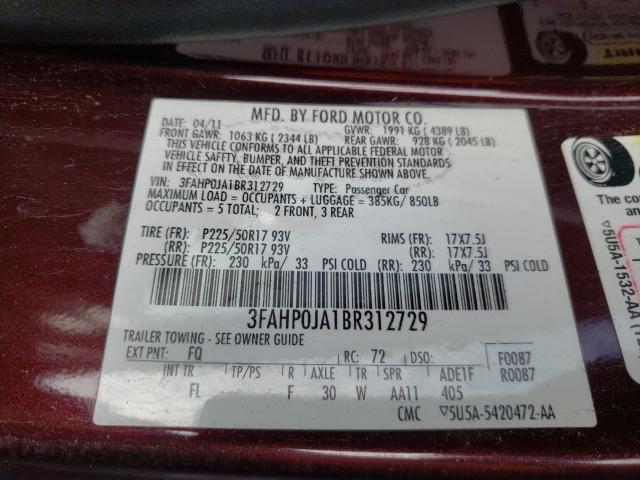 MFD. BY FORD MOTOR CO.
DATE: 04/11
GVWR: 1991 KG ( 4389 LB)
FRONT GAWR: 1063 KG ( 2344 LB)
REAR GAWR: 928 KG ( 2045 LB)
THIS VEHICLE CONFORMS TO ALL APPLICABLE FEDERAL MOTOR
VEHICLE SAFETY, BUMPER, AND THEFT PREVENTION STANDARDS
IN EFFECT ON THE DATE OF MANUFACTURE SHOWN ABOVE.
VIN: 3FAHP0JA1BR312729 TYPE: Passenger Car
MAXIMUM LOAD = OCCUPANTS + LUGGAGE = 385KG/ 850LB
OCCUPANTS = 5 TOTAL: 2 FRONT, 3 REAR
TIRE (FR) P225/50R17 93V RIMS (FR) 17X7.5J
(RR) P225/50R17 93V (RR) 17X7.5J
PRESSURE (FR) 230 kPa/ 33 PSI COLD (RR) 230 kPa/ 33 PSI COLD
3FAHP0JA1BR312729
TRAILER TOWING - SEE OWNER GUIDE
EXT PNT: FQ RC: 72 DSO: F0087
R0087
INT TR TP/PS R AXLE TR SPR ADE1F
FL F 30 W AA11 405
CMC ▽5U5A-5420472-AA
The con
▽5U5A-1532-AA